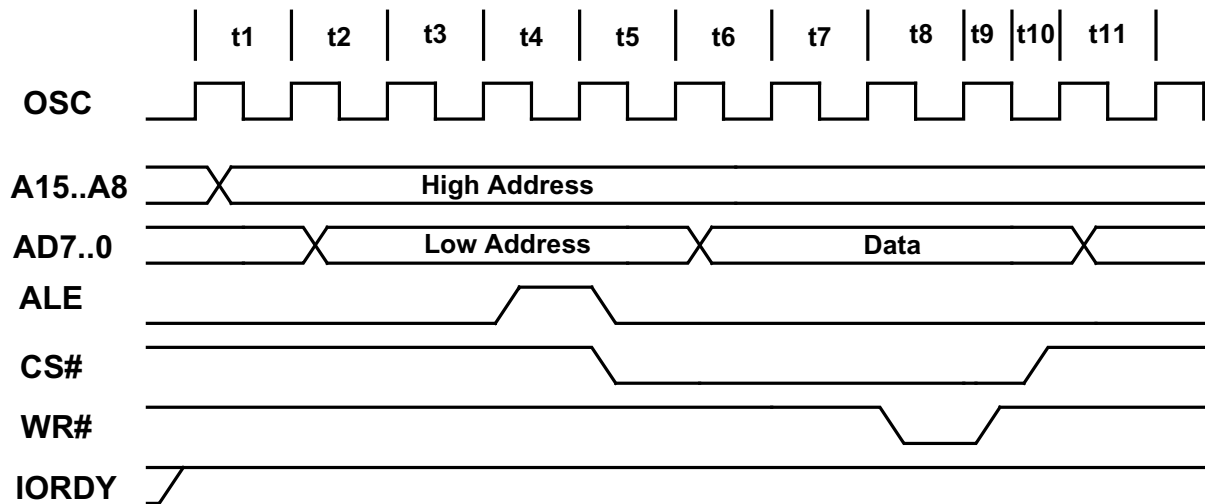 t1 t2 t3 t4 t5 t6 t7 t8 t9 t10 t11
OSC
A15..A8 High Address
AD7..0 Low Address Data
ALE
CS#
WR#
IORDY